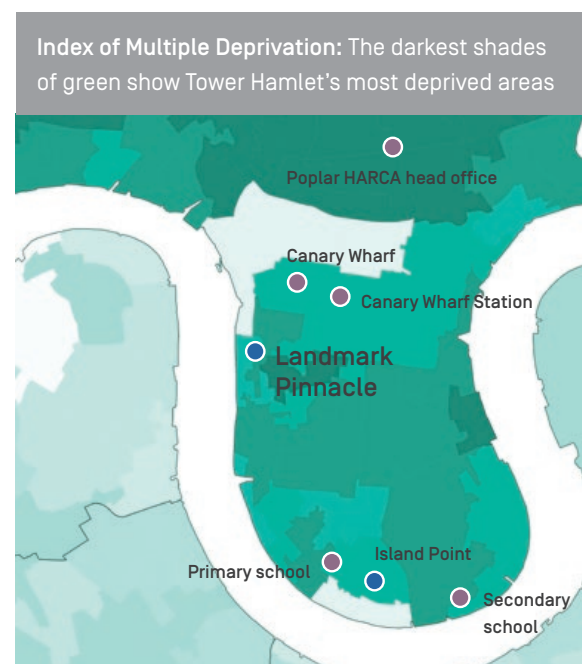 Index of Multiple Deprivation: The darkest shades
of green show Tower Hamlet's most deprived areas
Poplar HARCA head office
Canary Wharf
Canary Wharf Station
Landmark
Pinnacle
Island Point
Primary school
Secondary
school